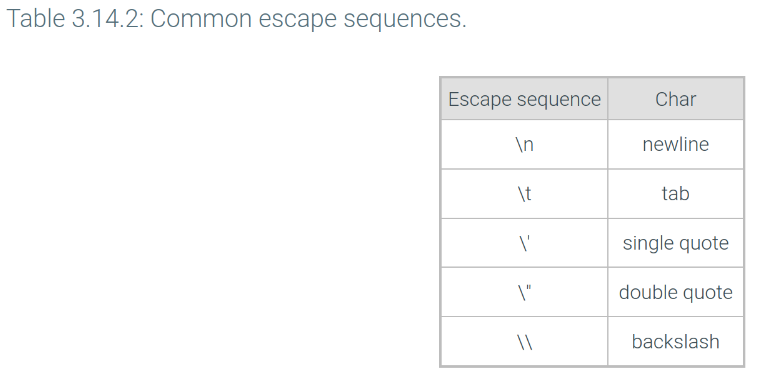 Table 3.14.2: Common escape sequences.
Escape sequence Char
\n newline
\t tab
\' single quote
\" double quote
\\ backslash